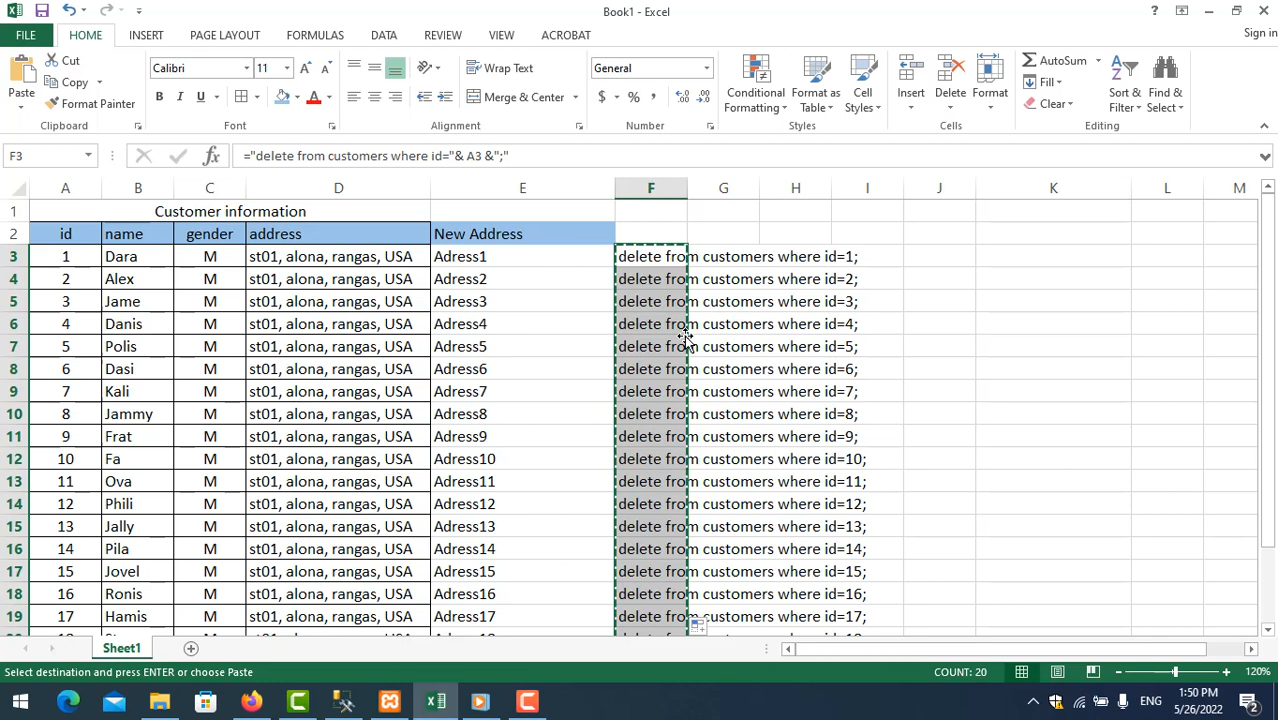 Book1 - Excel
?
FILE HOME INSERT PAGE LAYOUT FORMULAS DATA REVIEW VIEW ACROBAT Sign in
Paste
Cut
Copy
Format Painter
Clipboard
Calibri 11
B I U
Font
Wrap Text
Merge & Center
Alignment
General
$ % ,
Number
Conditional Formatting
Format as Table
Cell Styles
Styles
Insert Delete Format
Cells
AutoSum
Fill
Clear
Sort & Filter
Find & Select
Editing
F3 fx ="delete from customers where id="& A3 &";"
A B C D E F G H I J K L M
1 Customer information
2 id name gender address New Address
3 1 Dara M st01, alona, rangas, USA Adress1 delete from customers where id=1;
4 2 Alex M st01, alona, rangas, USA Adress2 delete from customers where id=2;
5 3 Jame M st01, alona, rangas, USA Adress3 delete from customers where id=3;
6 4 Danis M st01, alona, rangas, USA Adress4 delete from customers where id=4;
7 5 Polis M st01, alona, rangas, USA Adress5 delete from customers where id=5;
8 6 Dasi M st01, alona, rangas, USA Adress6 delete from customers where id=6;
9 7 Kali M st01, alona, rangas, USA Adress7 delete from customers where id=7;
10 8 Jammy M st01, alona, rangas, USA Adress8 delete from customers where id=8;
11 9 Frat M st01, alona, rangas, USA Adress9 delete from customers where id=9;
12 10 Fa M st01, alona, rangas, USA Adress10 delete from customers where id=10;
13 11 Ova M st01, alona, rangas, USA Adress11 delete from customers where id=11;
14 12 Phili M st01, alona, rangas, USA Adress12 delete from customers where id=12;
15 13 Jally M st01, alona, rangas, USA Adress13 delete from customers where id=13;
16 14 Pila M st01, alona, rangas, USA Adress14 delete from customers where id=14;
17 15 Jovel M st01, alona, rangas, USA Adress15 delete from customers where id=15;
18 16 Ronis M st01, alona, rangas, USA Adress16 delete from customers where id=16;
19 17 Hamis M st01, alona, rangas, USA Adress17 delete from customers where id=17;
Sheet1
Select destination and press ENTER or choose Paste COUNT: 20 120%
ENG 1:50 PM
5/26/2022 2